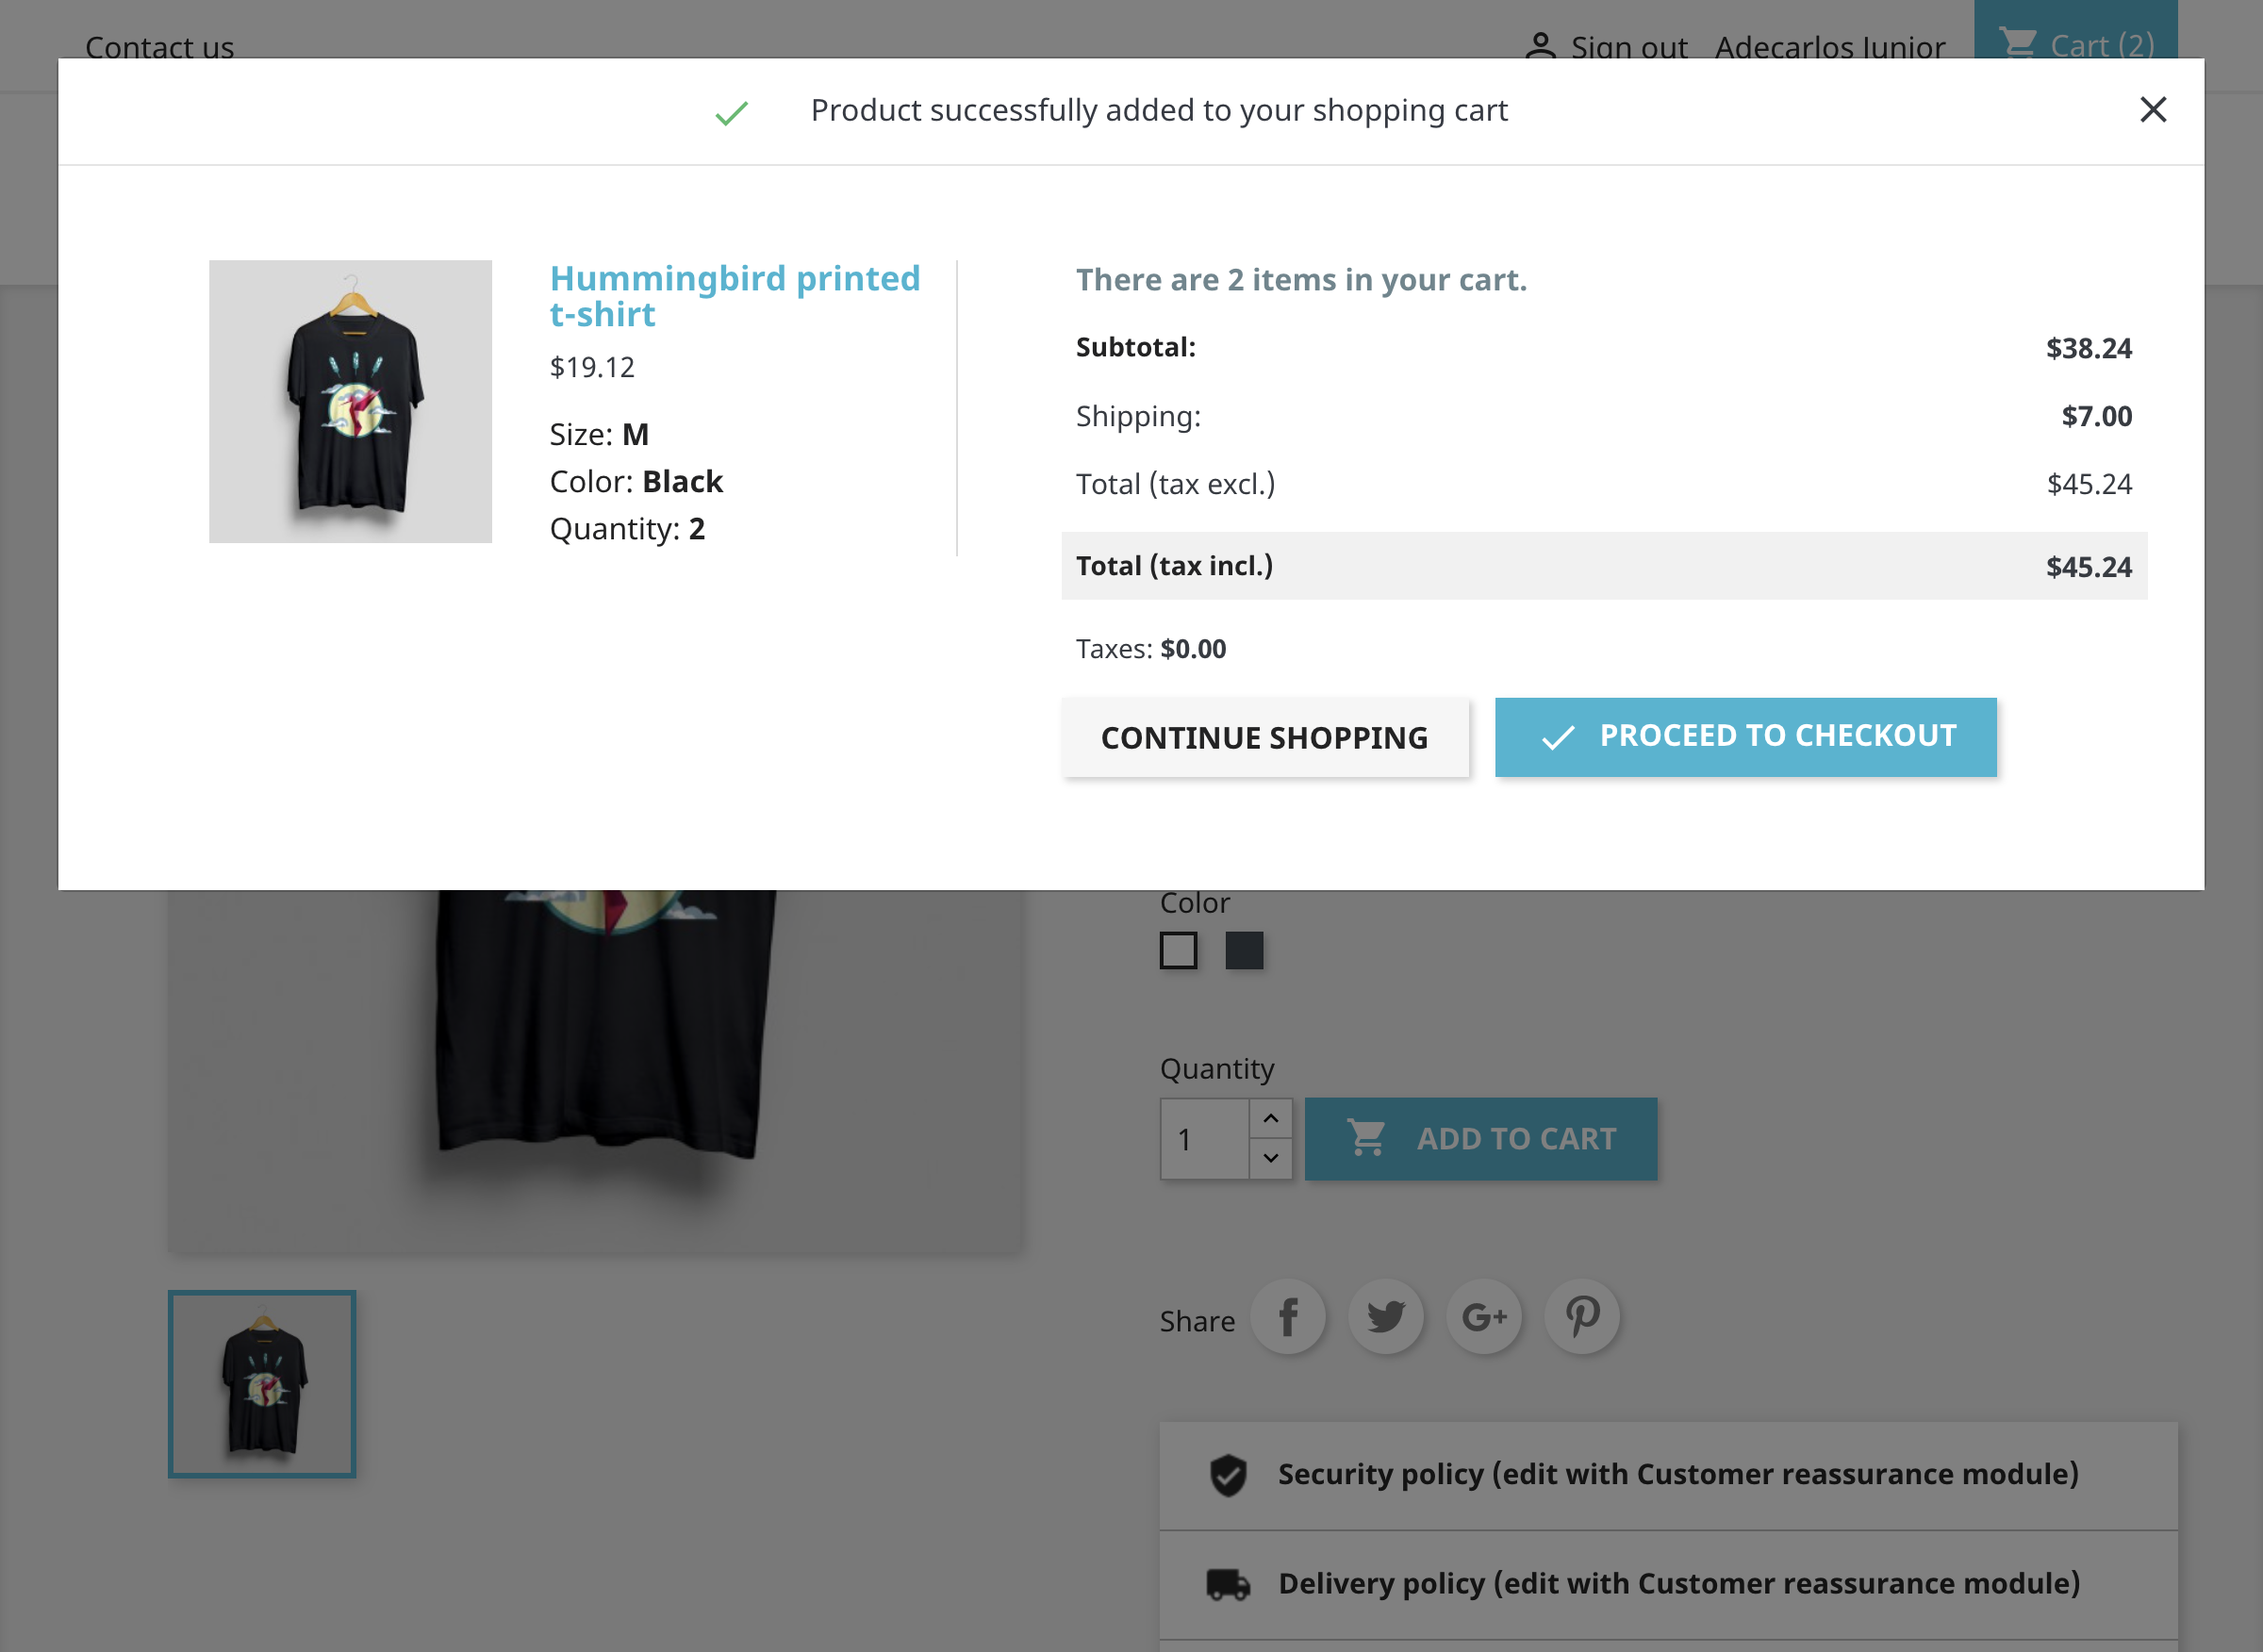 Contact us
Sign out Adecarlos Junior Cart (2)
Product successfully added to your shopping cart
Hummingbird printed
t-shirt
$19.12
Size: M
Color: Black
Quantity: 2
There are 2 items in your cart.
Subtotal: $38.24
Shipping: $7.00
Total (tax excl.) $45.24
Total (tax incl.) $45.24
Taxes: $0.00
CONTINUE SHOPPING
PROCEED TO CHECKOUT
Color
Quantity
1
ADD TO CART
Share
Security policy (edit with Customer reassurance module)
Delivery policy (edit with Customer reassurance module)